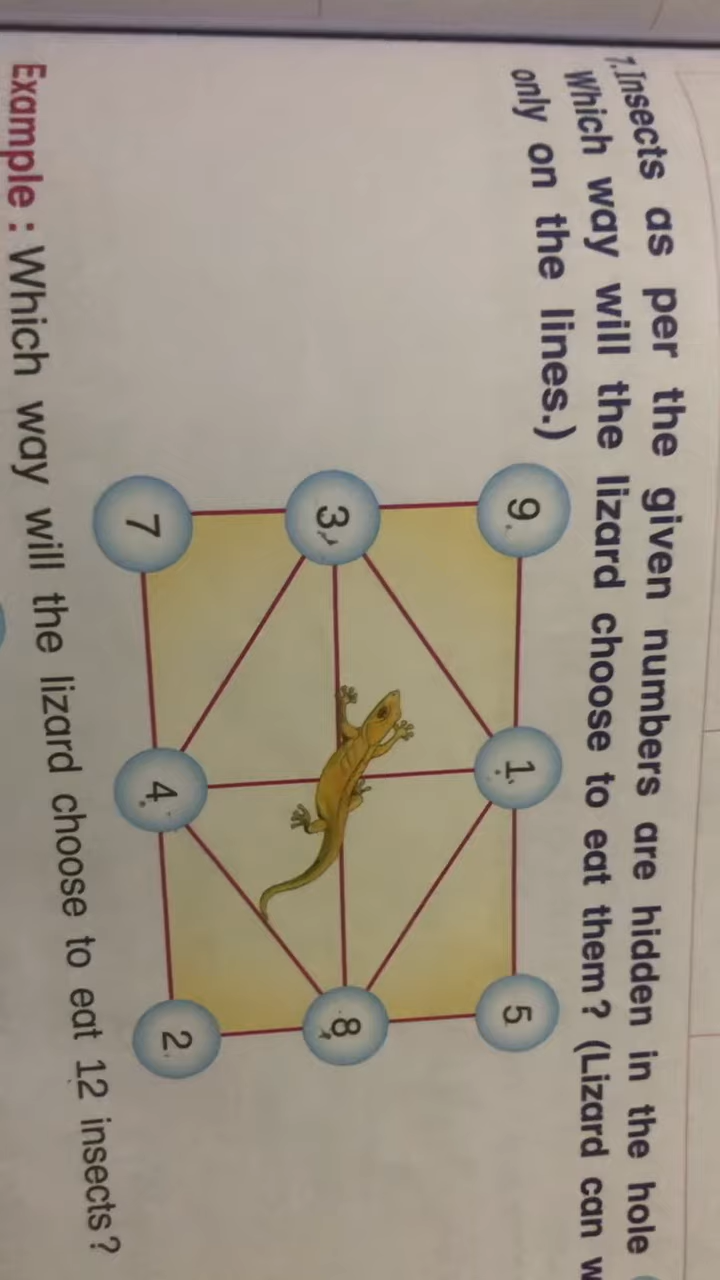 7. Insects as per the given numbers are hidden in the hole
Which way will the lizard choose to eat them? (Lizard can
only on the lines.)
9 1 5
3 8
7 4 2
Example : Which way will the lizard choose to eat 12 insects?